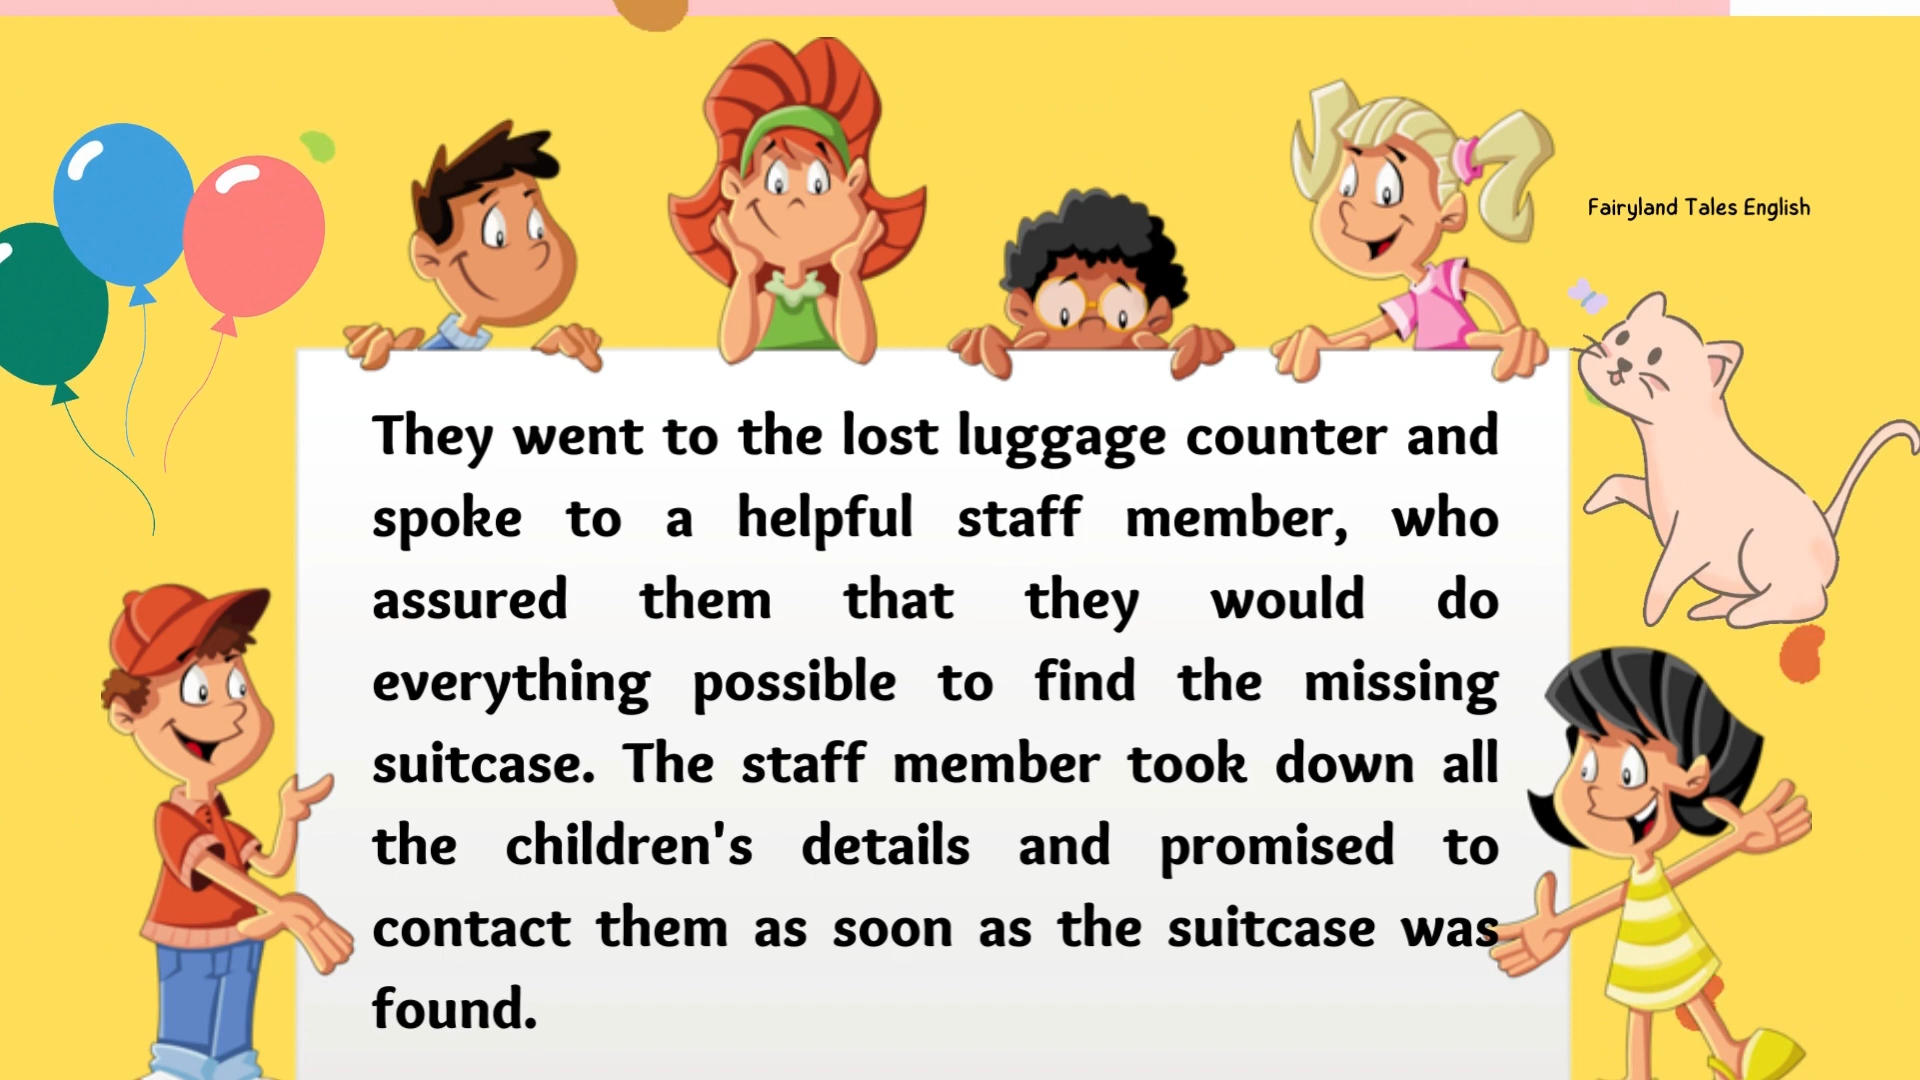 Fairyland Tales English
They went to the lost luggage counter and
spoke to a helpful staff member, who
assured them that they would do
everything possible to find the missing
suitcase. The staff member took down all
the children's details and promised to
contact them as soon as the suitcase was
found.